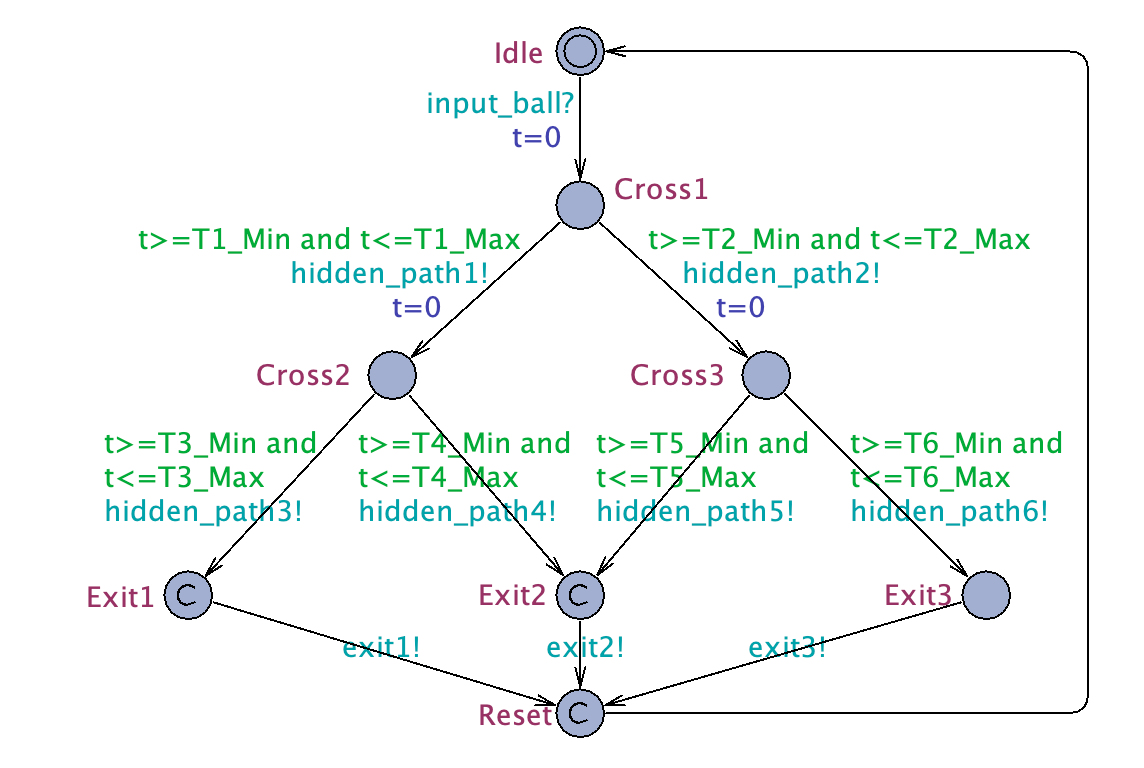 Idle
input_ball?
t=0
Cross1
t>=T1_Min and t<=T1_Max
hidden_path1!
t=0
t>=T2_Min and t<=T2_Max
hidden_path2!
t=0
Cross2
Cross3
t>=T3_Min and
t<=T3_Max
hidden_path3!
t>=T4_Min and
t<=T4_Max
hidden_path4!
t>=T5_Min and
t<=T5_Max
hidden_path5!
t>=T6_Min and
t<=T6_Max
hidden_path6!
Exit1
C
Exit2
C
Exit3
exit1!
exit2!
exit3!
Reset
C